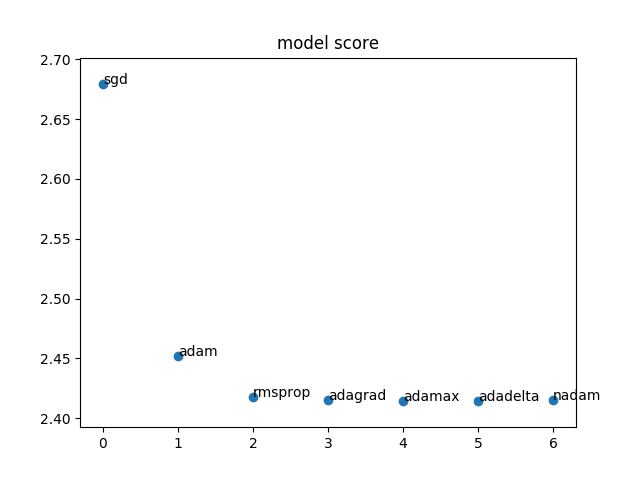 model score
2.70
sgd
2.65
2.60
2.55
2.50
2.45
adam
rmsprop
adagrad
adamax
adadelta
nadam
2.40
0 1 2 3 4 5 6